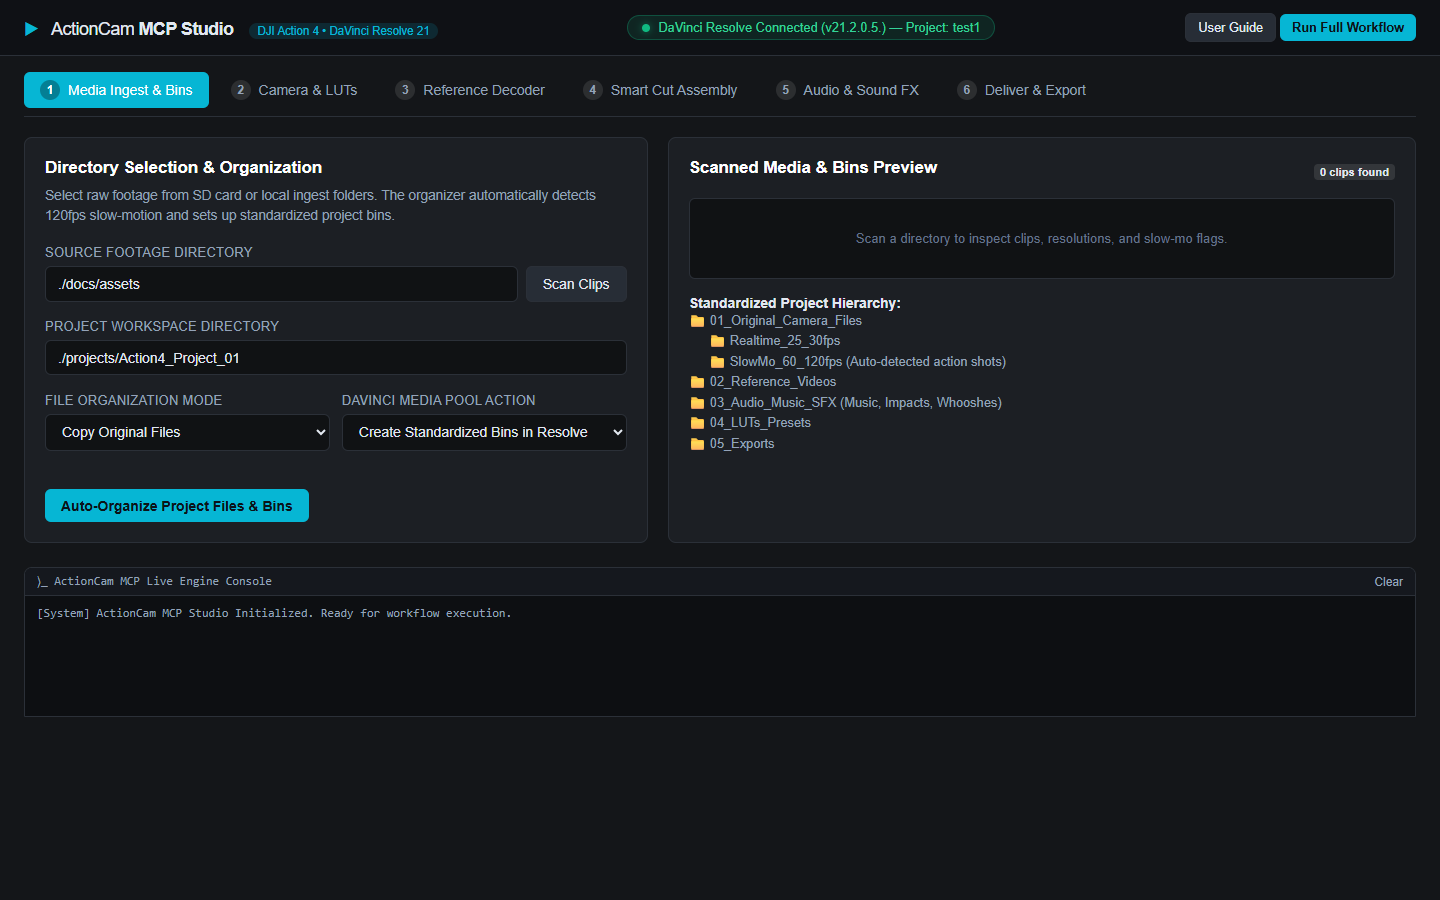 ActionCam MCP Studio
DJI Action 4 • DaVinci Resolve 21
DaVinci Resolve Connected (v21.2.0.5.) — Project: test1
User Guide
Run Full Workflow
1 Media Ingest & Bins
2 Camera & LUTs
3 Reference Decoder
4 Smart Cut Assembly
5 Audio & Sound FX
6 Deliver & Export
Directory Selection & Organization
Select raw footage from SD card or local ingest folders. The organizer automatically detects
120fps slow-motion and sets up standardized project bins.
SOURCE FOOTAGE DIRECTORY
./docs/assets
Scan Clips
PROJECT WORKSPACE DIRECTORY
./projects/Action4_Project_01
FILE ORGANIZATION MODE
DAVINCI MEDIA POOL ACTION
Copy Original Files
Create Standardized Bins in Resolve
Auto-Organize Project Files & Bins
Scanned Media & Bins Preview
0 clips found
Scan a directory to inspect clips, resolutions, and slow-mo flags.
Standardized Project Hierarchy:
01_Original_Camera_Files
Realtime_25_30fps
SlowMo_60_120fps (Auto-detected action shots)
02_Reference_Videos
03_Audio_Music_SFX (Music, Impacts, Whooshes)
04_LUTs_Presets
05_Exports
⟩_ ActionCam MCP Live Engine Console
Clear
[System] ActionCam MCP Studio Initialized. Ready for workflow execution.